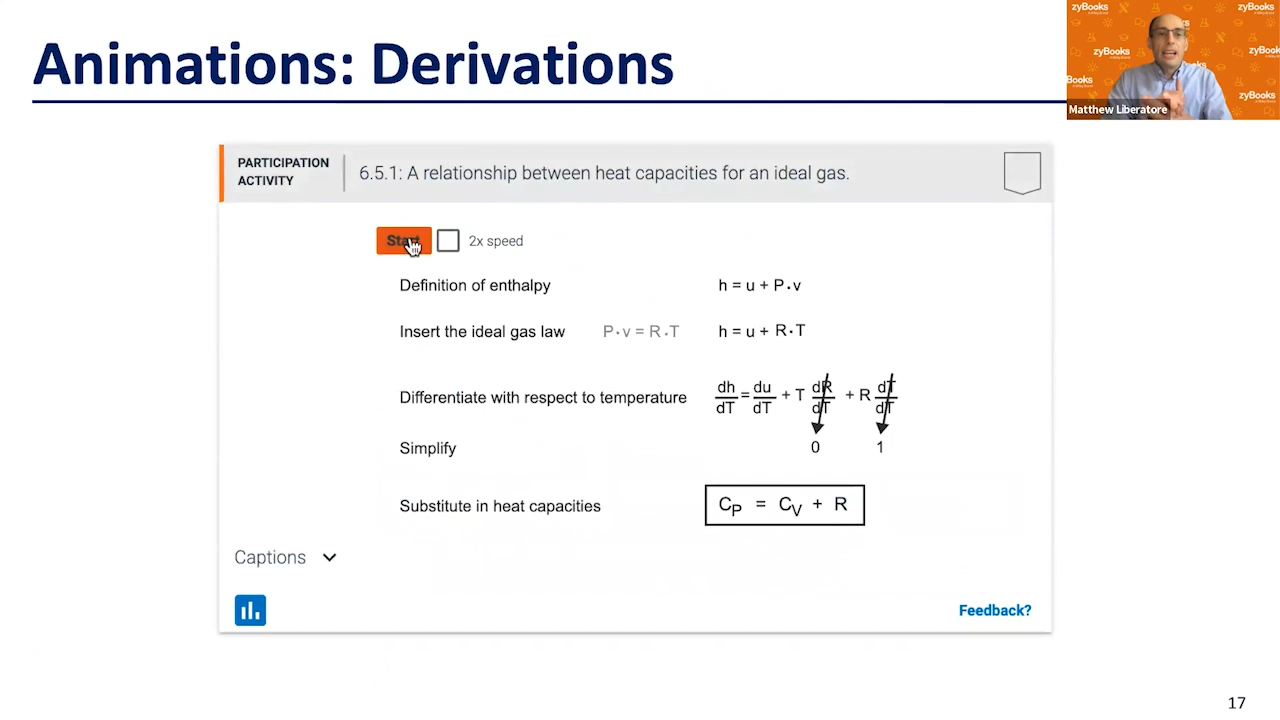 Animations: Derivations
zyBooks
zyBooks
zyBooks
zyBooks
Books
zyBooks
Matthew Liberatore
PARTICIPATION
ACTIVITY
6.5.1: A relationship between heat capacities for an ideal gas.
Start
2x speed
Definition of enthalpy h = u + P·v
Insert the ideal gas law P·v = R·T h = u + R·T
Differentiate with respect to temperature dh/dT = du/dT + T dR/dT + R dT/dT
Simplify 0 1
Substitute in heat capacities C_P = C_V + R
Captions
Feedback?
17